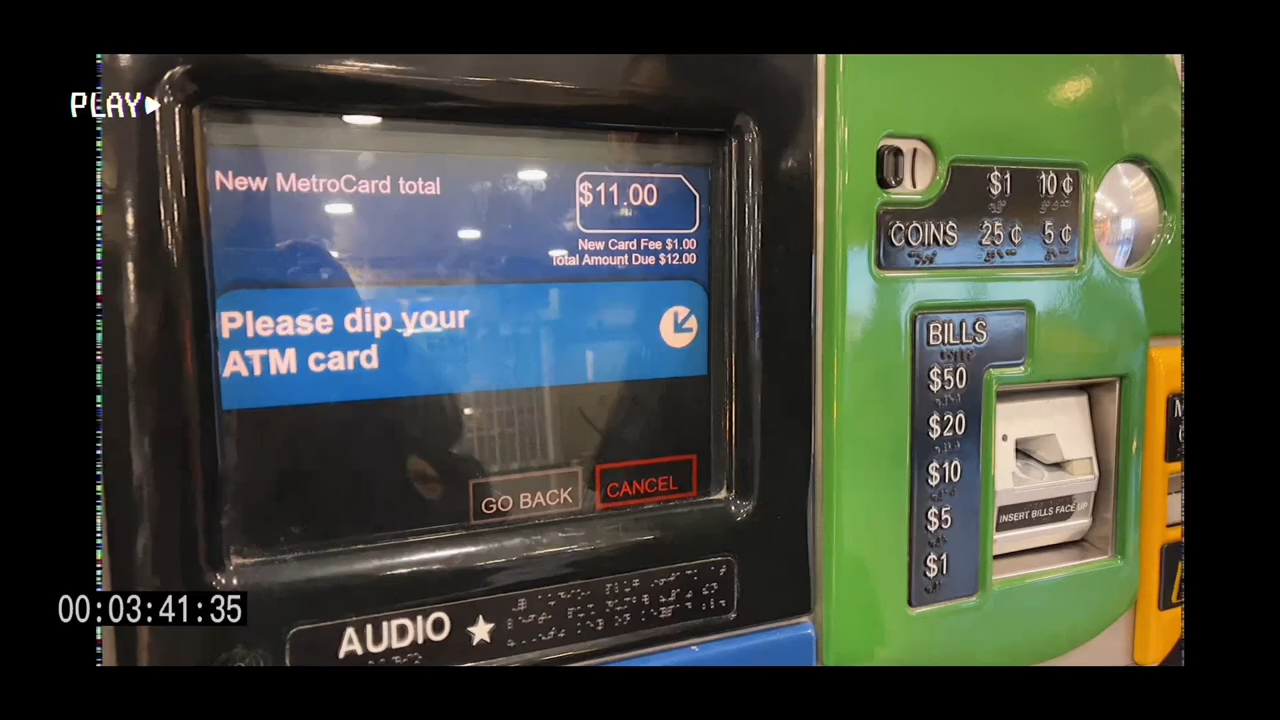 PLAY
New MetroCard total
$11.00
New Card Fee $1.00
Total Amount Due $12.00
Please dip your
ATM card
GO BACK
CANCEL
AUDIO
00:03:41:35
$1 10 ¢
COINS 25 ¢ 5 ¢
BILLS
$50
$20
$10
$5
$1
INSERT BILLS FACE UP